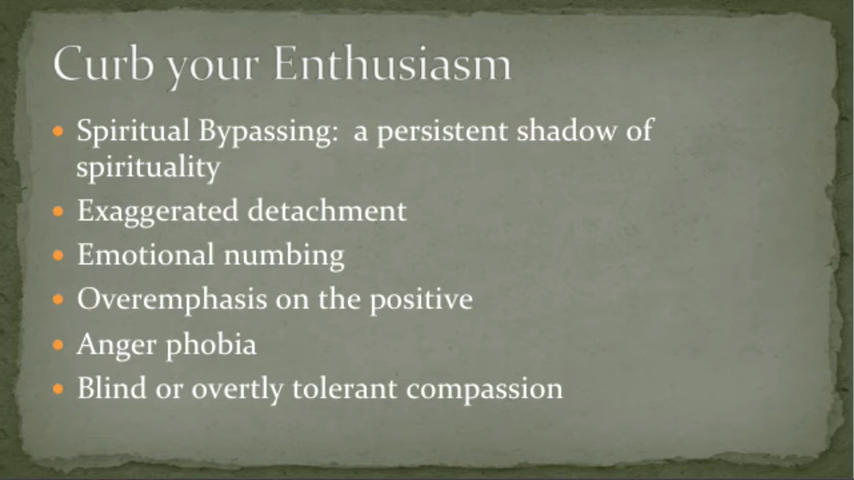 Curb your Enthusiasm
• Spiritual Bypassing:  a persistent shadow of
spirituality
• Exaggerated detachment
• Emotional numbing
• Overemphasis on the positive
• Anger phobia
• Blind or overtly tolerant compassion